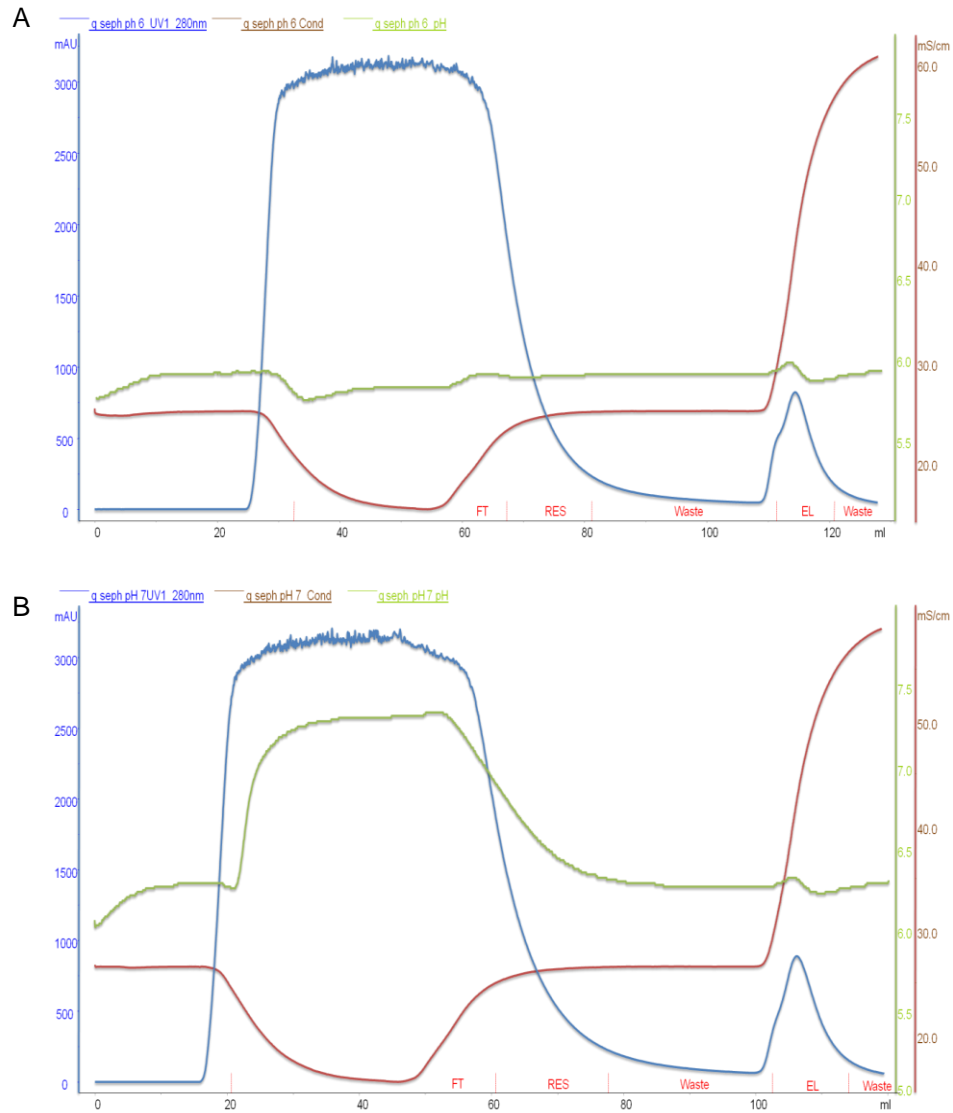 A
q seph ph 6_UV1_280nm q seph ph 6 Cond q seph ph 6_pH
mAU mS/cm
3000 2500 2000 1500 1000 500 0
7.5 7.0 6.5 6.0 5.5
60.0 50.0 40.0 30.0 20.0
FT RES Waste EL Waste
0 20 40 60 80 100 120 ml
B
q seph pH 7UV1_280nm q seph pH 7_Cond q seph pH 7 pH
mAU mS/cm
3000 2500 2000 1500 1000 500 0
7.5 7.0 6.5 6.0 5.5 5.0
50.0 40.0 30.0 20.0
FT RES Waste EL Waste
0 20 40 60 80 100 ml